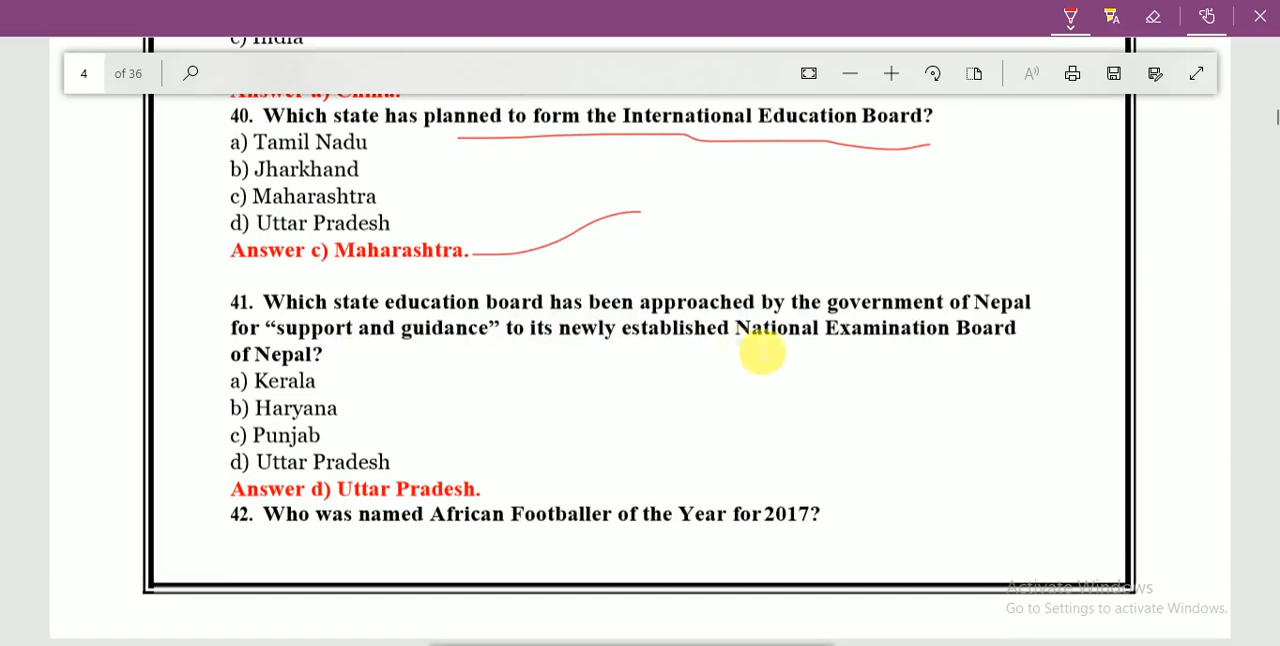 c) India
4 of 36
Answer a) China.
40. Which state has planned to form the International Education Board?
a) Tamil Nadu
b) Jharkhand
c) Maharashtra
d) Uttar Pradesh
Answer c) Maharashtra.
41. Which state education board has been approached by the government of Nepal
for “support and guidance” to its newly established National Examination Board
of Nepal?
a) Kerala
b) Haryana
c) Punjab
d) Uttar Pradesh
Answer d) Uttar Pradesh.
42. Who was named African Footballer of the Year for 2017?
Activate Windows
Go to Settings to activate Windows.